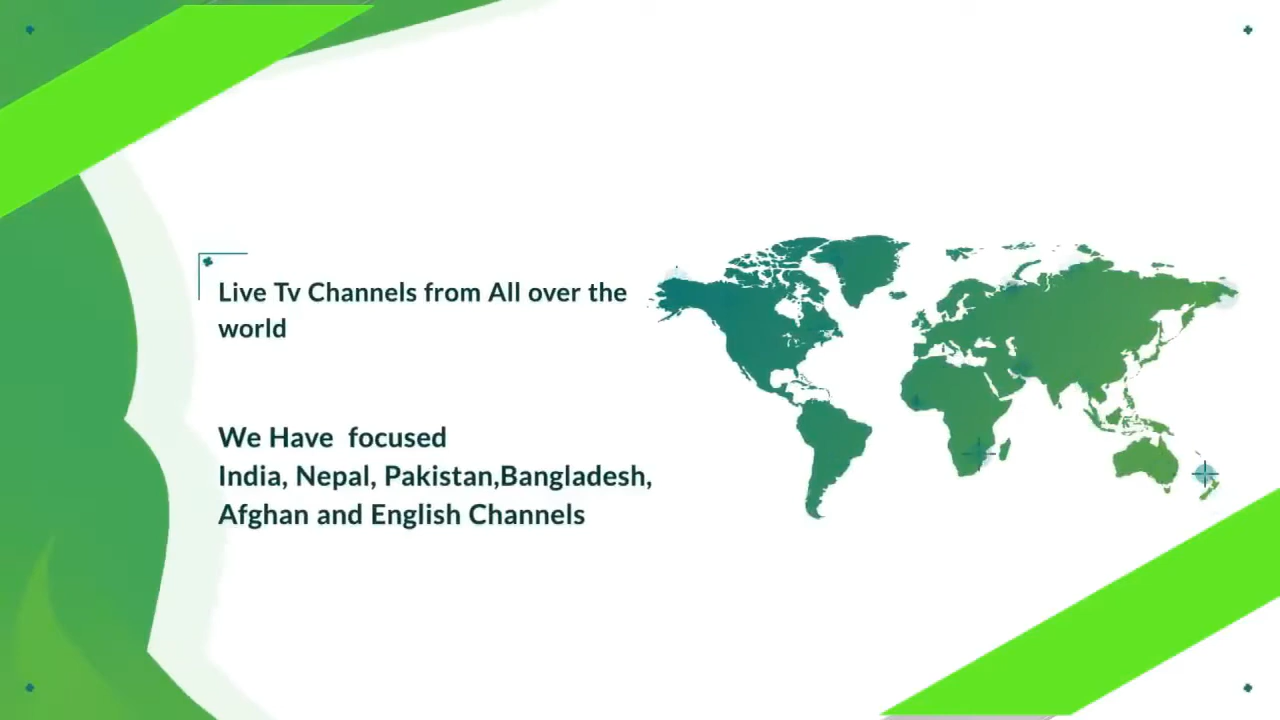 Live Tv Channels from All over the
world
We Have  focused
India, Nepal, Pakistan,Bangladesh,
Afghan and English Channels